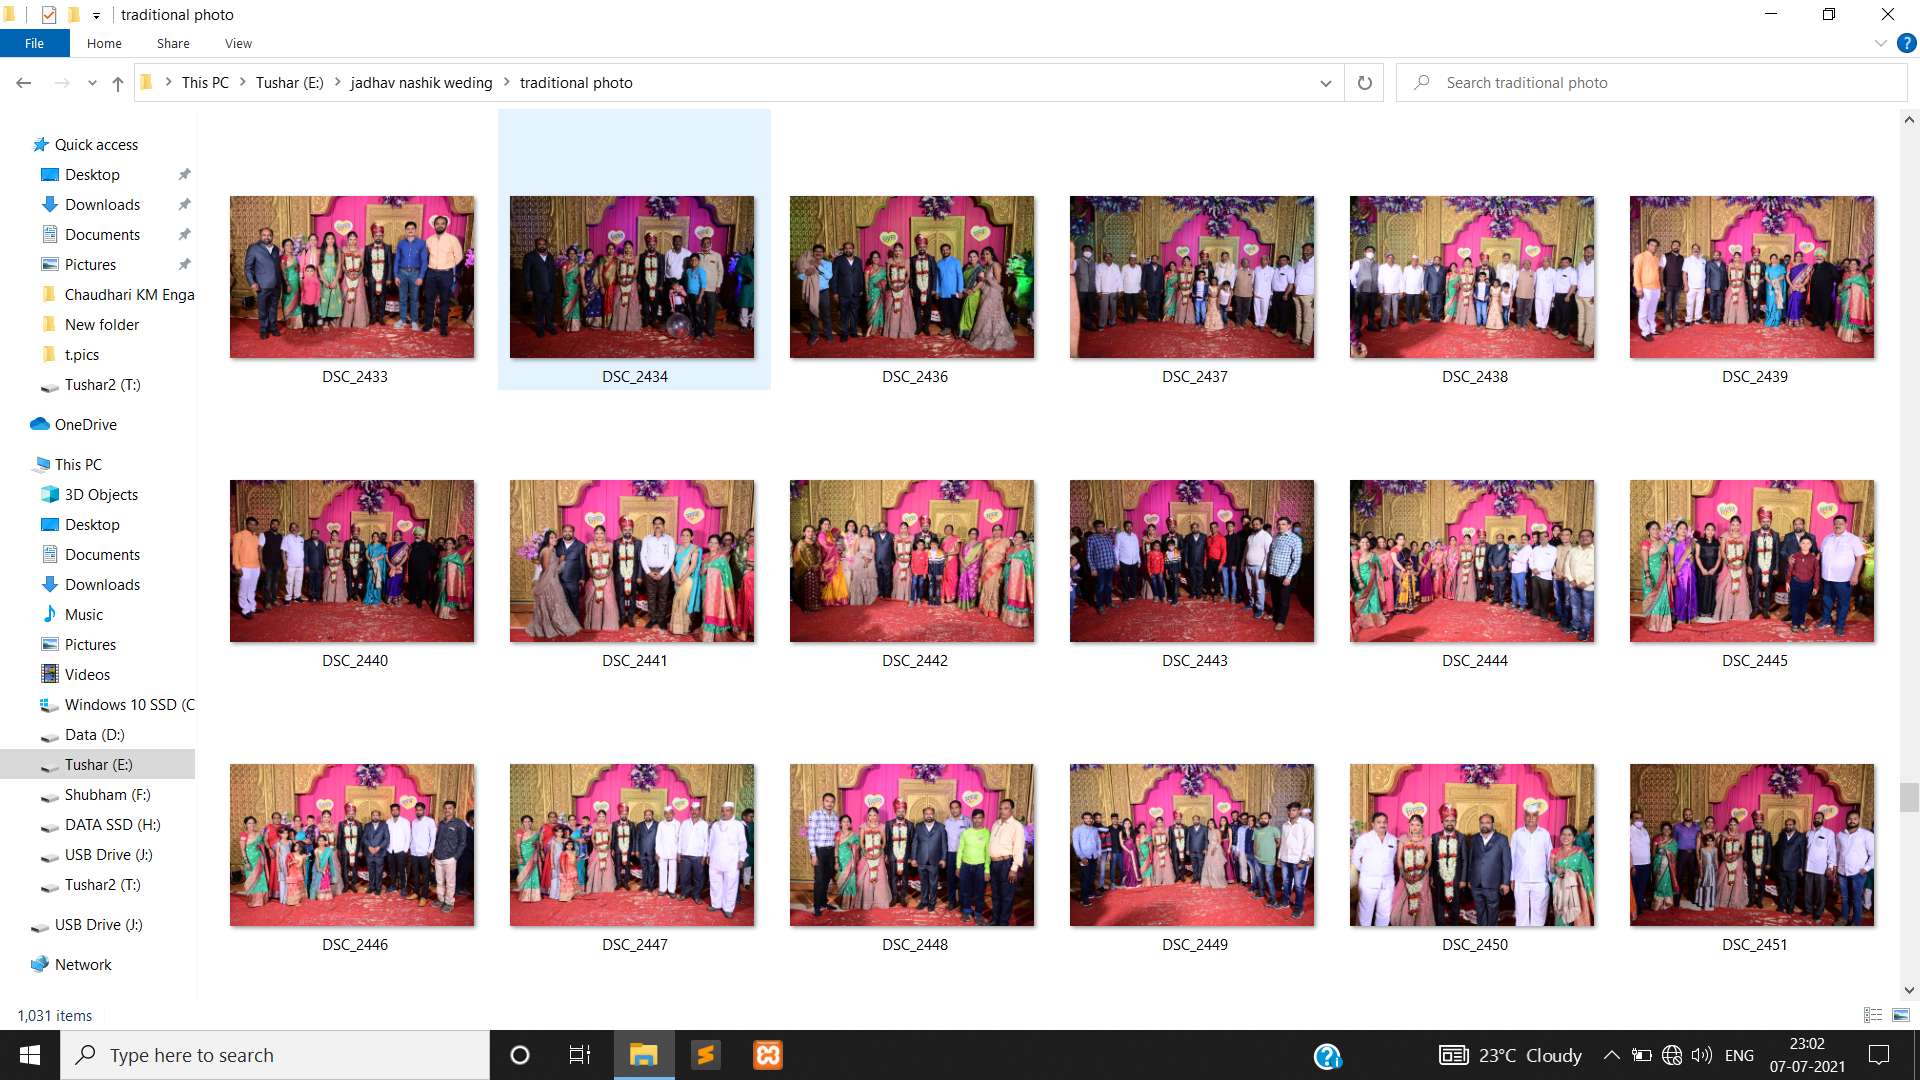 traditional photo
File Home Share View
This PC Tushar (E:) jadhav nashik weding traditional photo
Search traditional photo
Quick access
Desktop
Downloads
Documents
Pictures
Chaudhari KM Enga
New folder
t.pics
Tushar2 (T:)
OneDrive
This PC
3D Objects
Desktop
Documents
Downloads
Music
Pictures
Videos
Windows 10 SSD (C
Data (D:)
Tushar (E:)
Shubham (F:)
DATA SSD (H:)
USB Drive (J:)
Tushar2 (T:)
USB Drive (J:)
Network
DSC_2433 DSC_2434 DSC_2436 DSC_2437 DSC_2438 DSC_2439
DSC_2440 DSC_2441 DSC_2442 DSC_2443 DSC_2444 DSC_2445
DSC_2446 DSC_2447 DSC_2448 DSC_2449 DSC_2450 DSC_2451
1,031 items
Type here to search
23°C Cloudy
ENG
23:02
07-07-2021